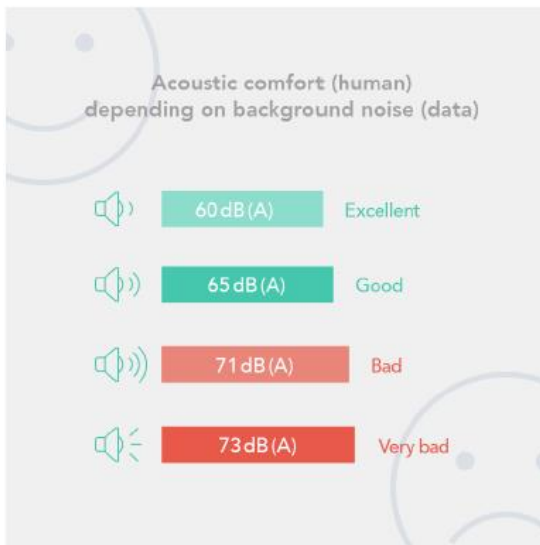 Acoustic comfort (human)
depending on background noise (data)
60 dB (A) Excellent
65 dB (A) Good
71 dB (A) Bad
73 dB (A) Very bad